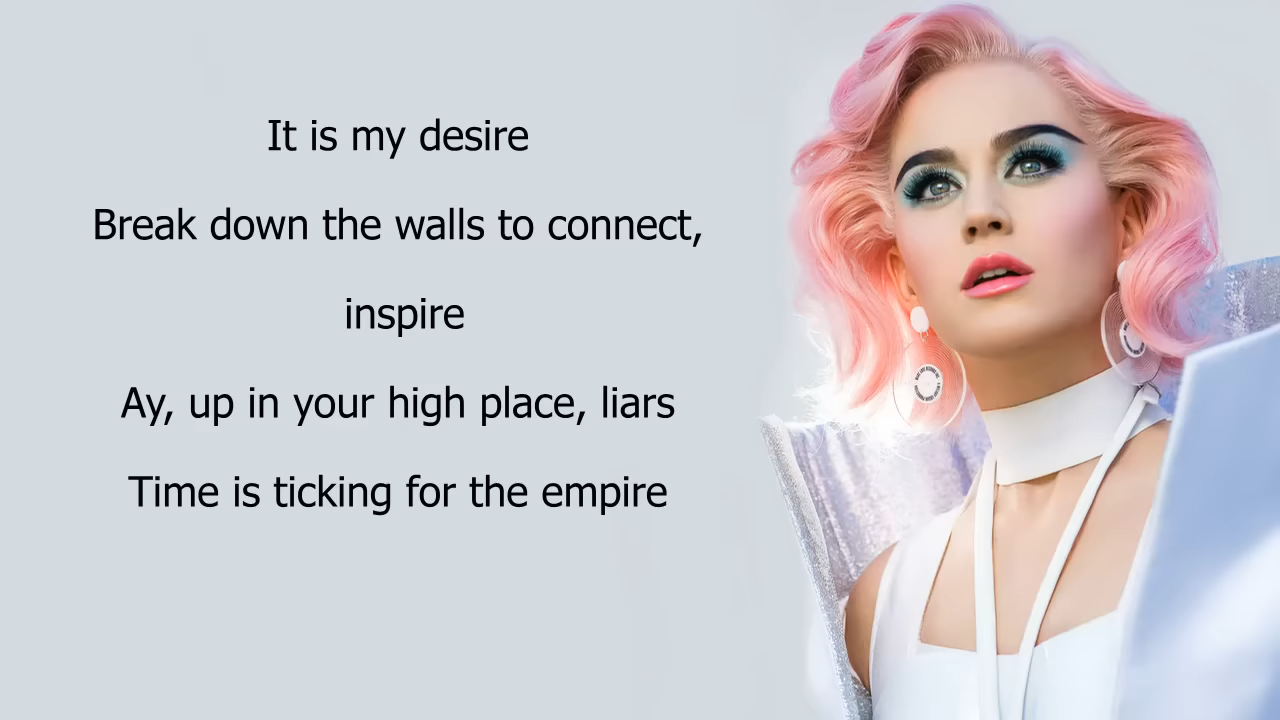 It is my desire
Break down the walls to connect,
inspire
Ay, up in your high place, liars
Time is ticking for the empire